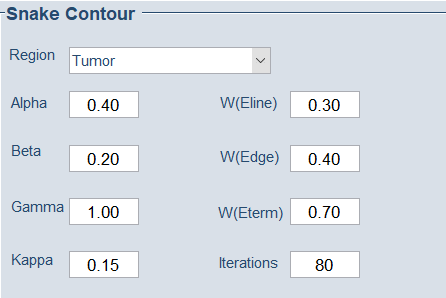 Snake Contour
Region Tumor
Alpha 0.40 W(Eline) 0.30
Beta 0.20 W(Edge) 0.40
Gamma 1.00 W(Eterm) 0.70
Kappa 0.15 Iterations 80